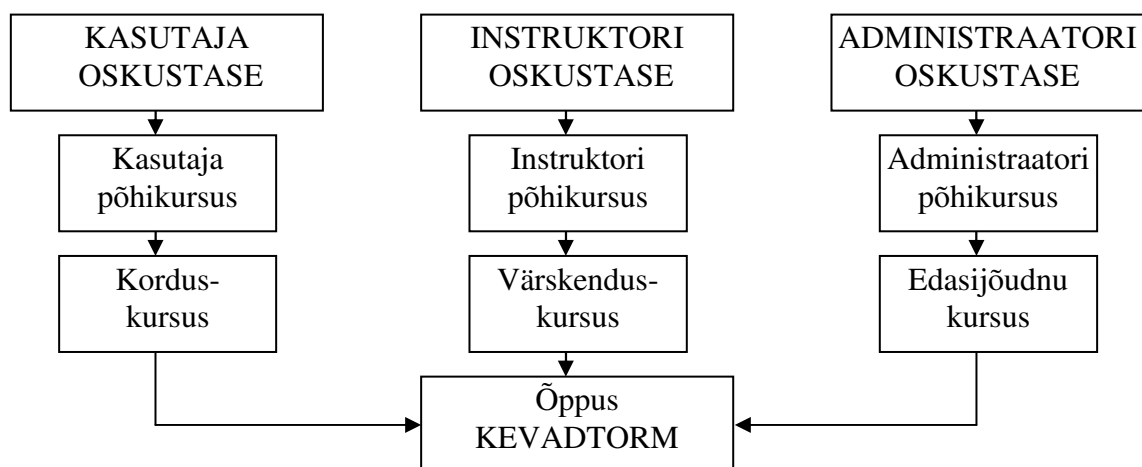 KASUTAJA
OSKUSTASE
INSTRUKTORI
OSKUSTASE
ADMINISTRAATORI
OSKUSTASE
Kasutaja
põhikursus
Instruktori
põhikursus
Administraatori
põhikursus
Kordus-
kursus
Värskendus-
kursus
Edasijõudnu
kursus
Õppus
KEVADTORM